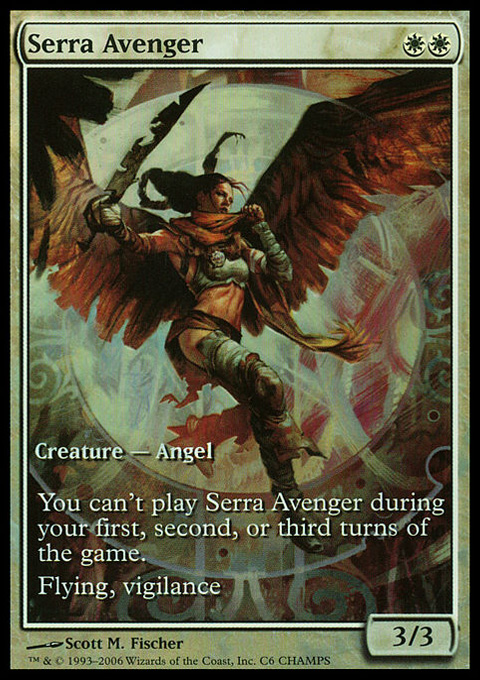 Serra Avenger
Creature — Angel
You can't play Serra Avenger during
your first, second, or third turns of
the game.
Flying, vigilance
Scott M. Fischer
3/3
™ & © 1993–2006 Wizards of the Coast, Inc. C6 CHAMPS